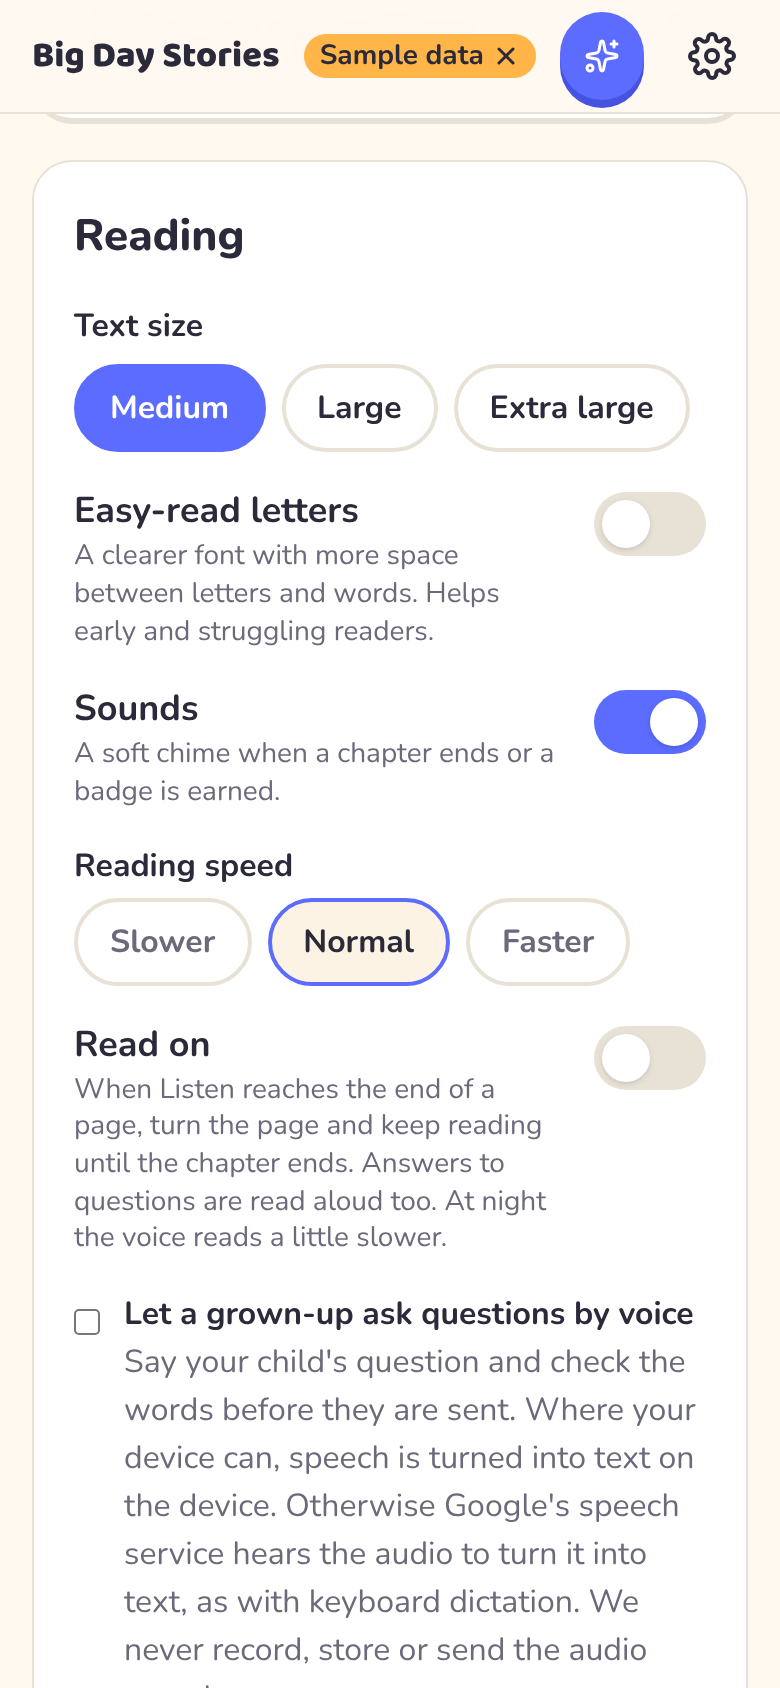 Big Day Stories
Sample data ×
Reading
Text size
Medium
Large
Extra large
Easy-read letters
A clearer font with more space
between letters and words. Helps
early and struggling readers.
Sounds
A soft chime when a chapter ends or a
badge is earned.
Reading speed
Slower
Normal
Faster
Read on
When Listen reaches the end of a
page, turn the page and keep reading
until the chapter ends. Answers to
questions are read aloud too. At night
the voice reads a little slower.
Let a grown-up ask questions by voice
Say your child's question and check the
words before they are sent. Where your
device can, speech is turned into text on
the device. Otherwise Google's speech
service hears the audio to turn it into
text, as with keyboard dictation. We
never record, store or send the audio